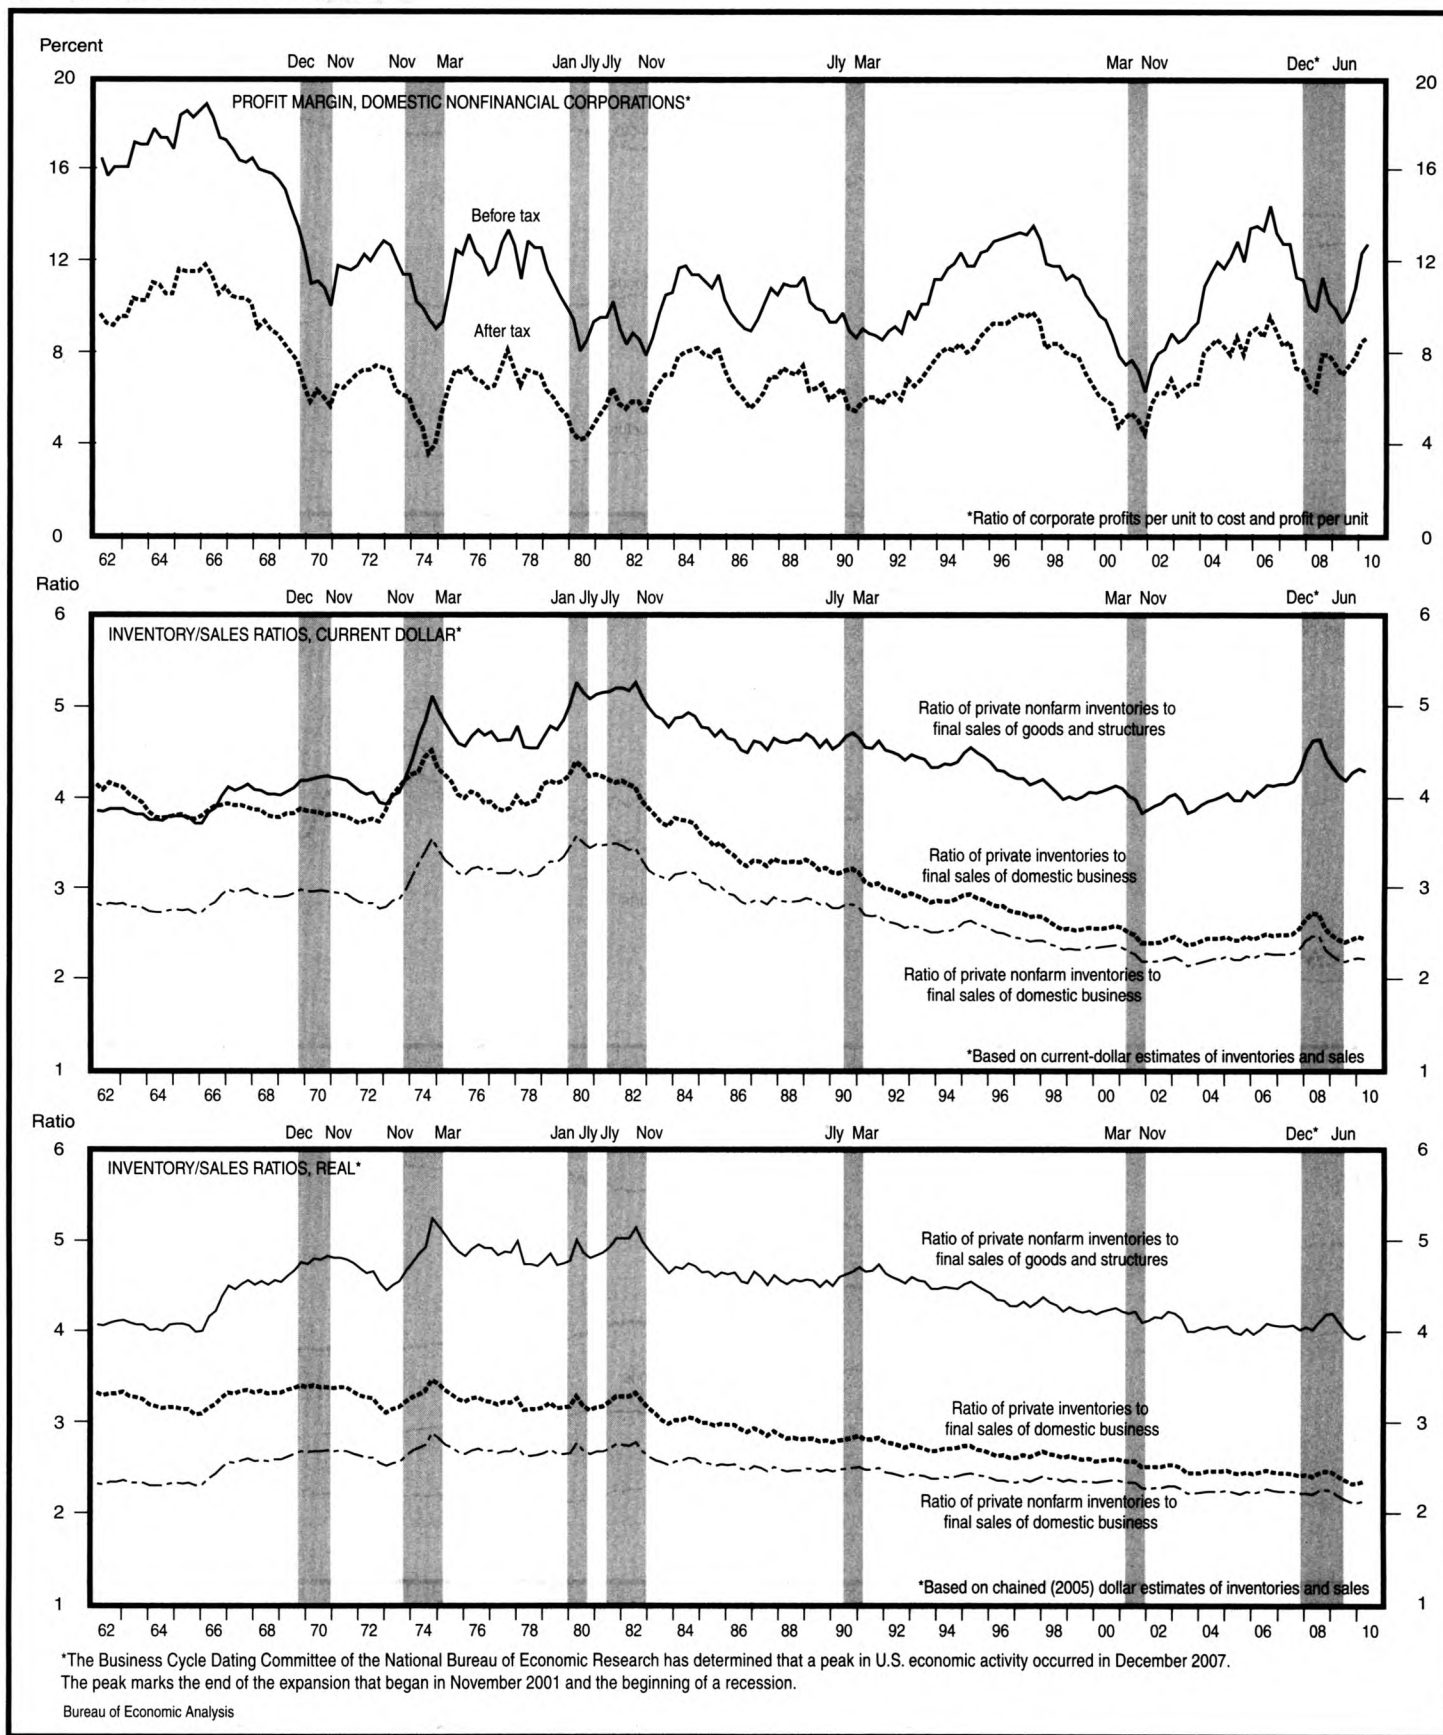 Percent
Dec Nov Nov Mar Jan Jly Jly Nov Jly Mar Mar Nov Dec* Jun
PROFIT MARGIN, DOMESTIC NONFINANCIAL CORPORATIONS*
20 20
16 16
Before tax
12 12
After tax
8 8
4 4
*Ratio of corporate profits per unit to cost and profit per unit
0 0
62 64 66 68 70 72 74 76 78 80 82 84 86 88 90 92 94 96 98 00 02 04 06 08 10
Ratio
Dec Nov Nov Mar Jan Jly Jly Nov Jly Mar Mar Nov Dec* Jun
6 6
INVENTORY/SALES RATIOS, CURRENT DOLLAR*
5 5
Ratio of private nonfarm inventories to
final sales of goods and structures
4 4
Ratio of private inventories to
final sales of domestic business
3 3
Ratio of private nonfarm inventories to
final sales of domestic business
2 2
*Based on current-dollar estimates of inventories and sales
1 1
62 64 66 68 70 72 74 76 78 80 82 84 86 88 90 92 94 96 98 00 02 04 06 08 10
Ratio
Dec Nov Nov Mar Jan Jly Jly Nov Jly Mar Mar Nov Dec* Jun
6 6
INVENTORY/SALES RATIOS, REAL*
5 5
Ratio of private nonfarm inventories to
final sales of goods and structures
4 4
Ratio of private inventories to
final sales of domestic business
3 3
Ratio of private nonfarm inventories to
final sales of domestic business
2 2
*Based on chained (2005) dollar estimates of inventories and sales
1 1
62 64 66 68 70 72 74 76 78 80 82 84 86 88 90 92 94 96 98 00 02 04 06 08 10
*The Business Cycle Dating Committee of the National Bureau of Economic Research has determined that a peak in U.S. economic activity occurred in December 2007.
The peak marks the end of the expansion that began in November 2001 and the beginning of a recession.
Bureau of Economic Analysis